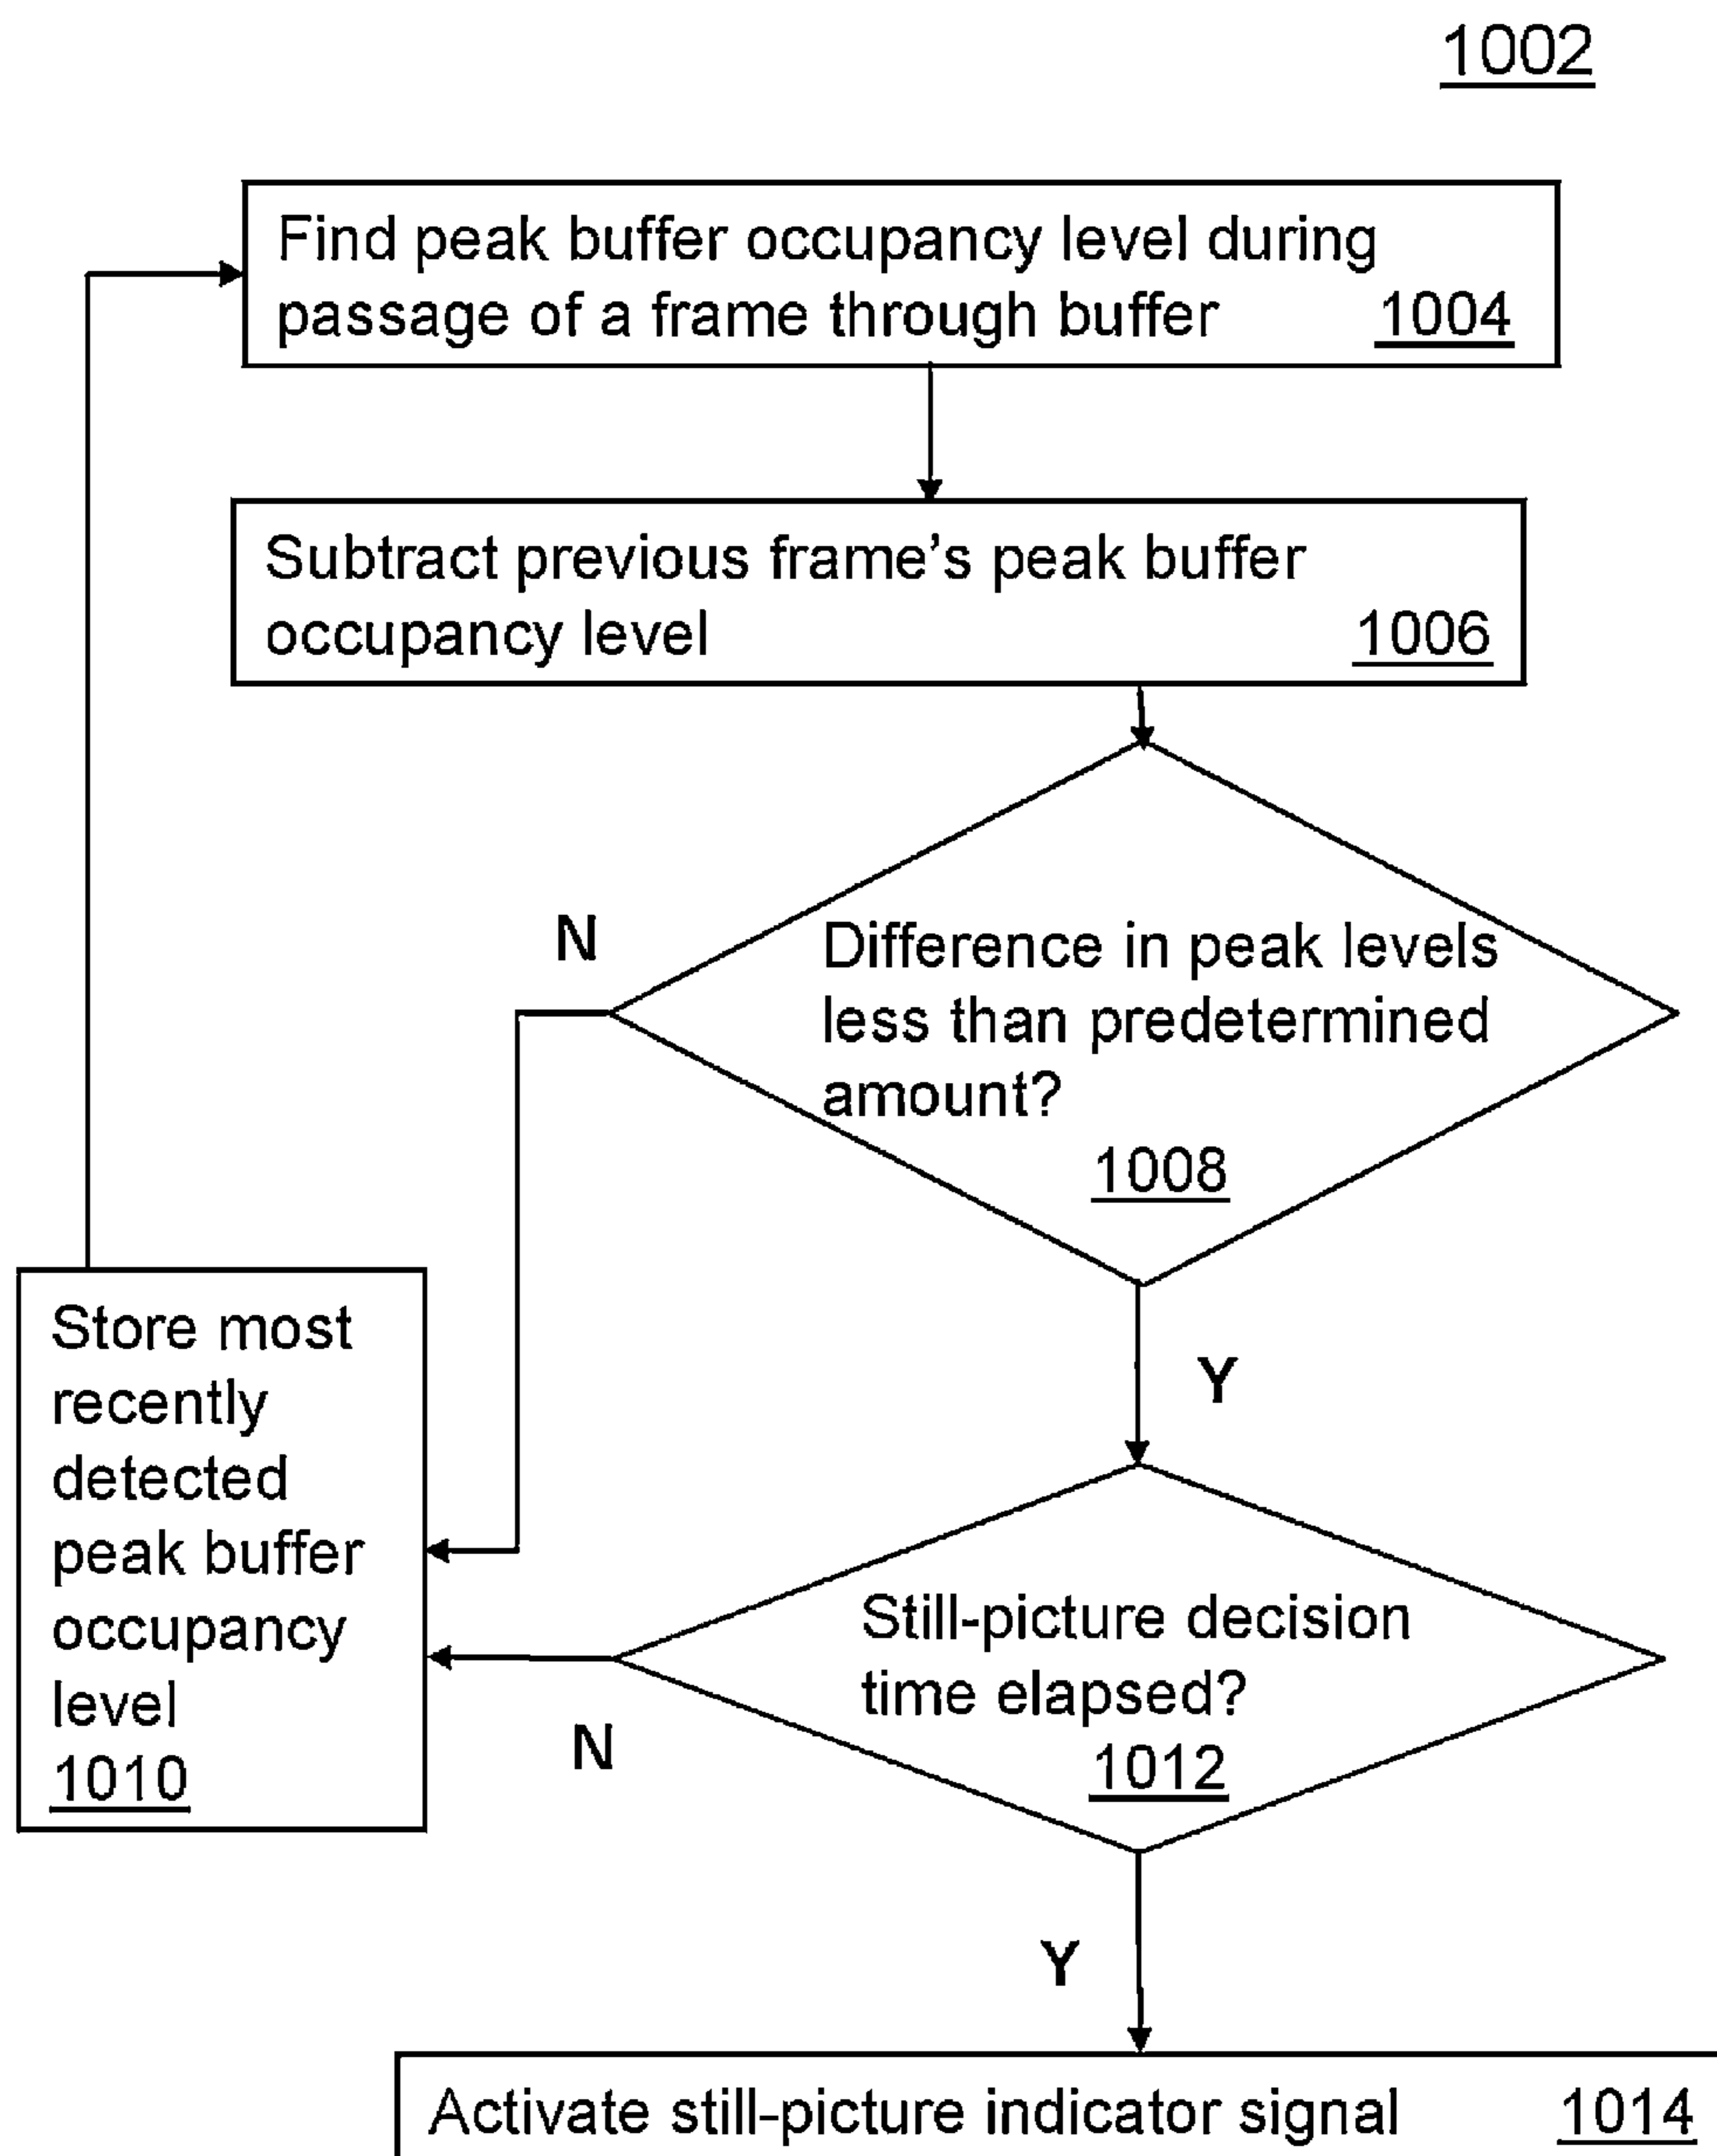 1002
Find peak buffer occupancy level during
passage of a frame through buffer 1004
Subtract previous frame's peak buffer
occupancy level 1006
N
Difference in peak levels
less than predetermined
amount?
1008
Y
Store most
recently
detected
peak buffer
occupancy
level
1010
Still-picture decision
time elapsed?
1012
N
Y
Activate still-picture indicator signal 1014